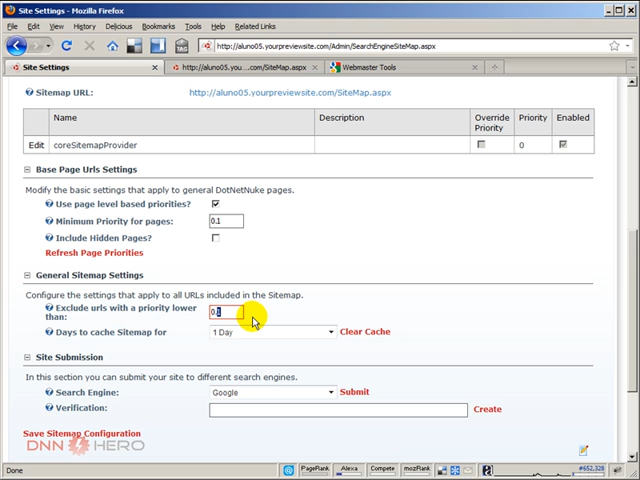 Site Settings - Mozilla Firefox
File Edit View History Delicious Bookmarks Tools Help Related Links
http://aluno05.yourpreviewsite.com/Admin/SearchEngineSiteMap.aspx
Site Settings
http://aluno05.you....com/SiteMap.aspx
Webmaster Tools
Sitemap URL: http://aluno05.yourpreviewsite.com/SiteMap.aspx
Name Description Override Priority Priority Enabled
Edit coreSitemapProvider 0
Base Page Urls Settings
Modify the basic settings that apply to general DotNetNuke pages.
Use page level based priorities?
Minimum Priority for pages: 0.1
Include Hidden Pages?
Refresh Page Priorities
General Sitemap Settings
Configure the settings that apply to all URLs included in the Sitemap.
Exclude urls with a priority lower than: 0.1
Days to cache Sitemap for 1 Day Clear Cache
Site Submission
In this section you can submit your site to different search engines.
Search Engine: Google Submit
Verification: Create
Save Sitemap Configuration
DNN HERO
Done PageRank Alexa Compete mozRank #652,328